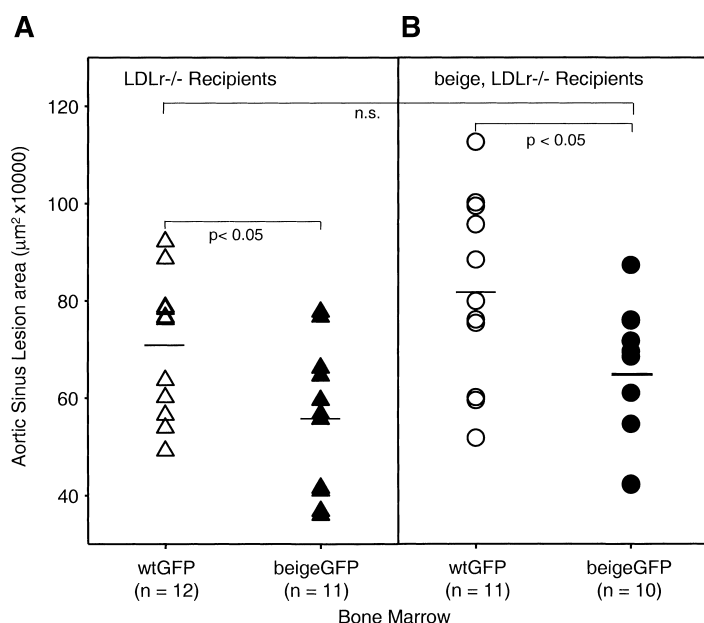 A
B
LDLr-/- Recipients
beige, LDLr-/- Recipients
n.s.
p < 0.05
p< 0.05
Aortic Sinus Lesion area (μm² x10000)
120
100
80
60
40
wtGFP
(n = 12)
beigeGFP
(n = 11)
wtGFP
(n = 11)
beigeGFP
(n = 10)
Bone Marrow